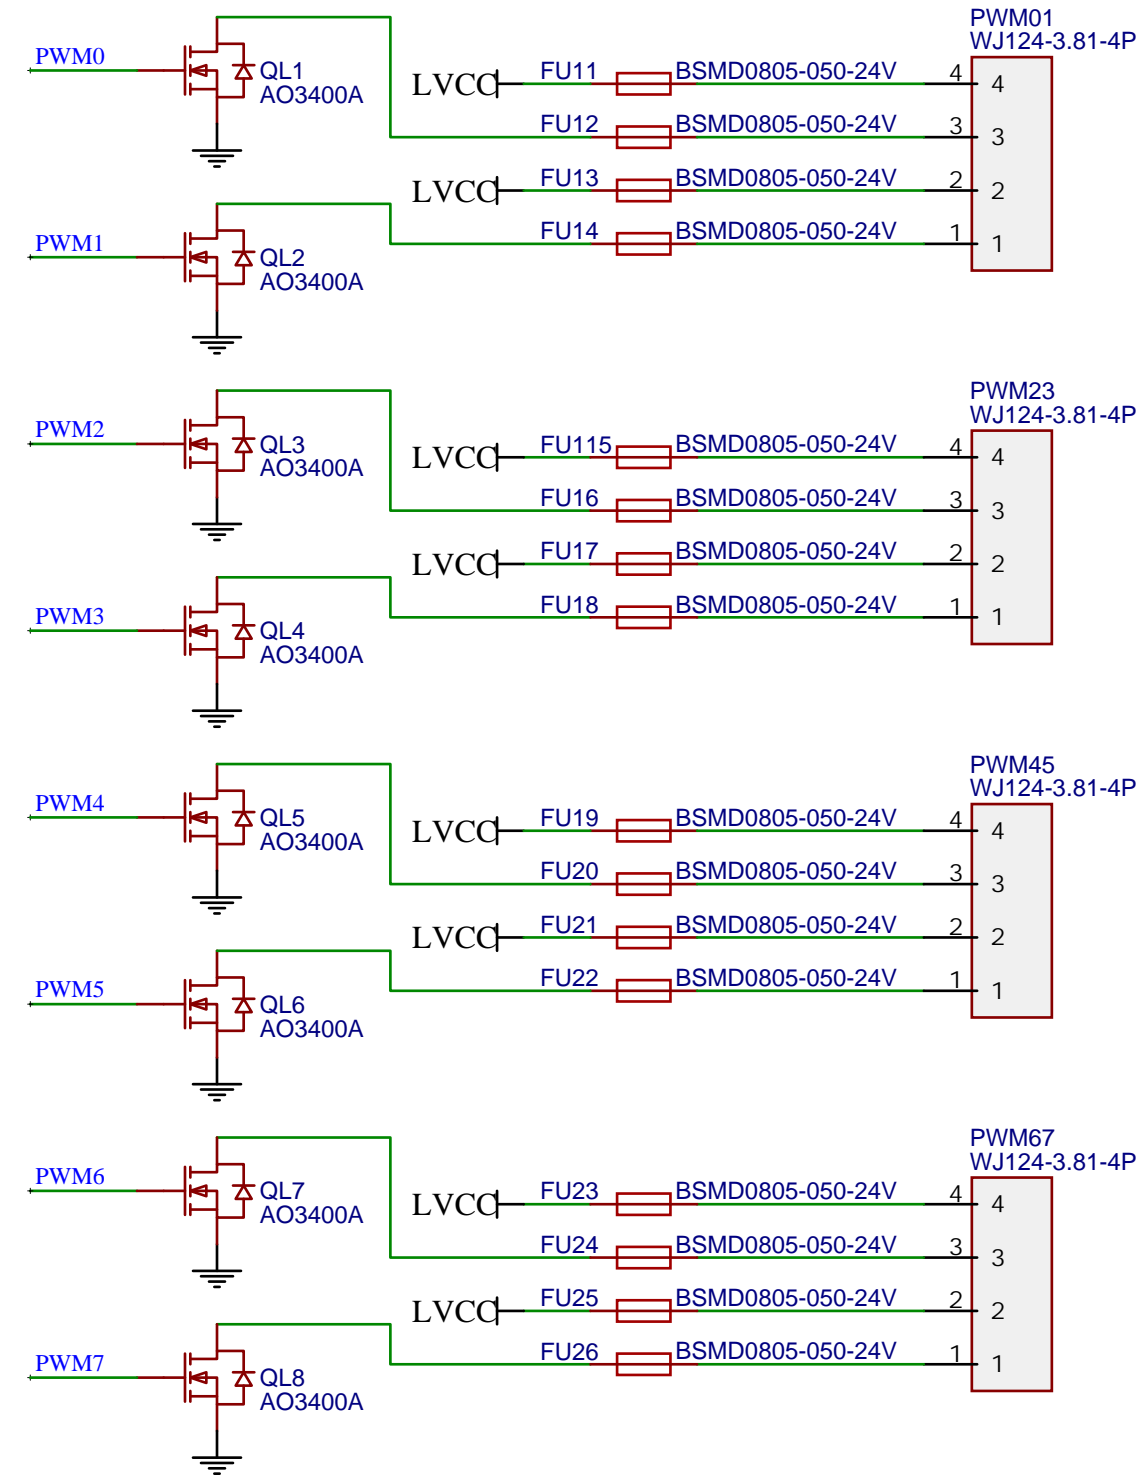 PWM01
WJ124-3.81-4P
PWM0
QL1
AO3400A
LVCC FU11 BSMD0805-050-24V 4 4
FU12 BSMD0805-050-24V 3 3
LVCC FU13 BSMD0805-050-24V 2 2
FU14 BSMD0805-050-24V 1 1
PWM1
QL2
AO3400A
PWM23
WJ124-3.81-4P
PWM2
QL3
AO3400A
LVCC FU115 BSMD0805-050-24V 4 4
FU16 BSMD0805-050-24V 3 3
LVCC FU17 BSMD0805-050-24V 2 2
FU18 BSMD0805-050-24V 1 1
PWM3
QL4
AO3400A
PWM45
WJ124-3.81-4P
PWM4
QL5
AO3400A
LVCC FU19 BSMD0805-050-24V 4 4
FU20 BSMD0805-050-24V 3 3
LVCC FU21 BSMD0805-050-24V 2 2
FU22 BSMD0805-050-24V 1 1
PWM5
QL6
AO3400A
PWM67
WJ124-3.81-4P
PWM6
QL7
AO3400A
LVCC FU23 BSMD0805-050-24V 4 4
FU24 BSMD0805-050-24V 3 3
LVCC FU25 BSMD0805-050-24V 2 2
FU26 BSMD0805-050-24V 1 1
PWM7
QL8
AO3400A